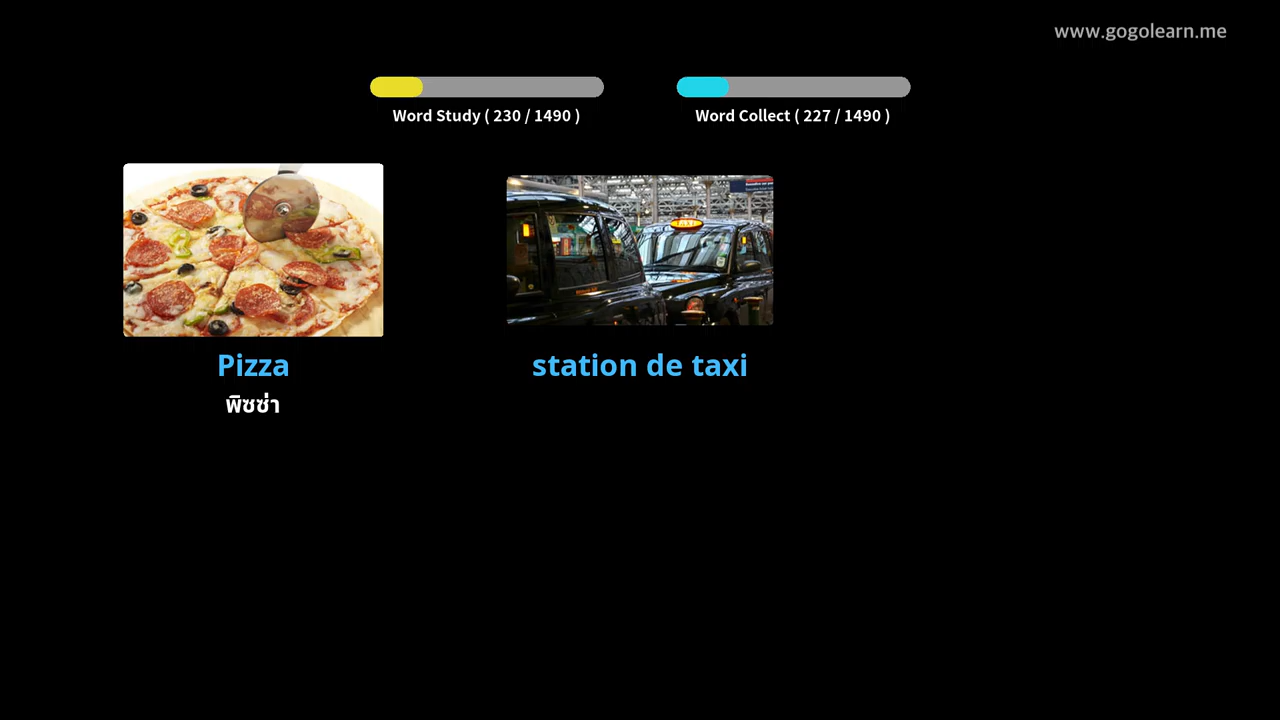 www.gogolearn.me
Word Study ( 230 / 1490 )
Word Collect ( 227 / 1490 )
TAXI
Pizza
station de taxi
พิซซ่า